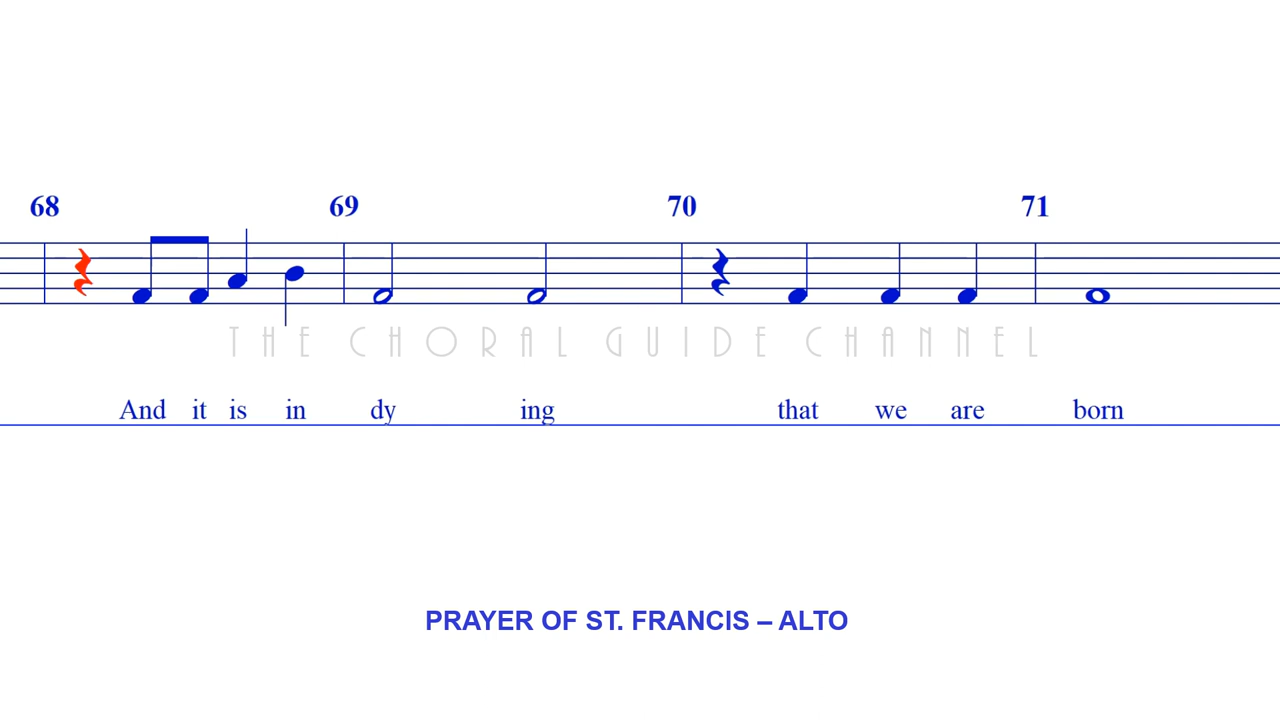 68 69 70 71
THE CHORAL GUIDE CHANNEL
And it is in dy ing that we are born
PRAYER OF ST. FRANCIS – ALTO